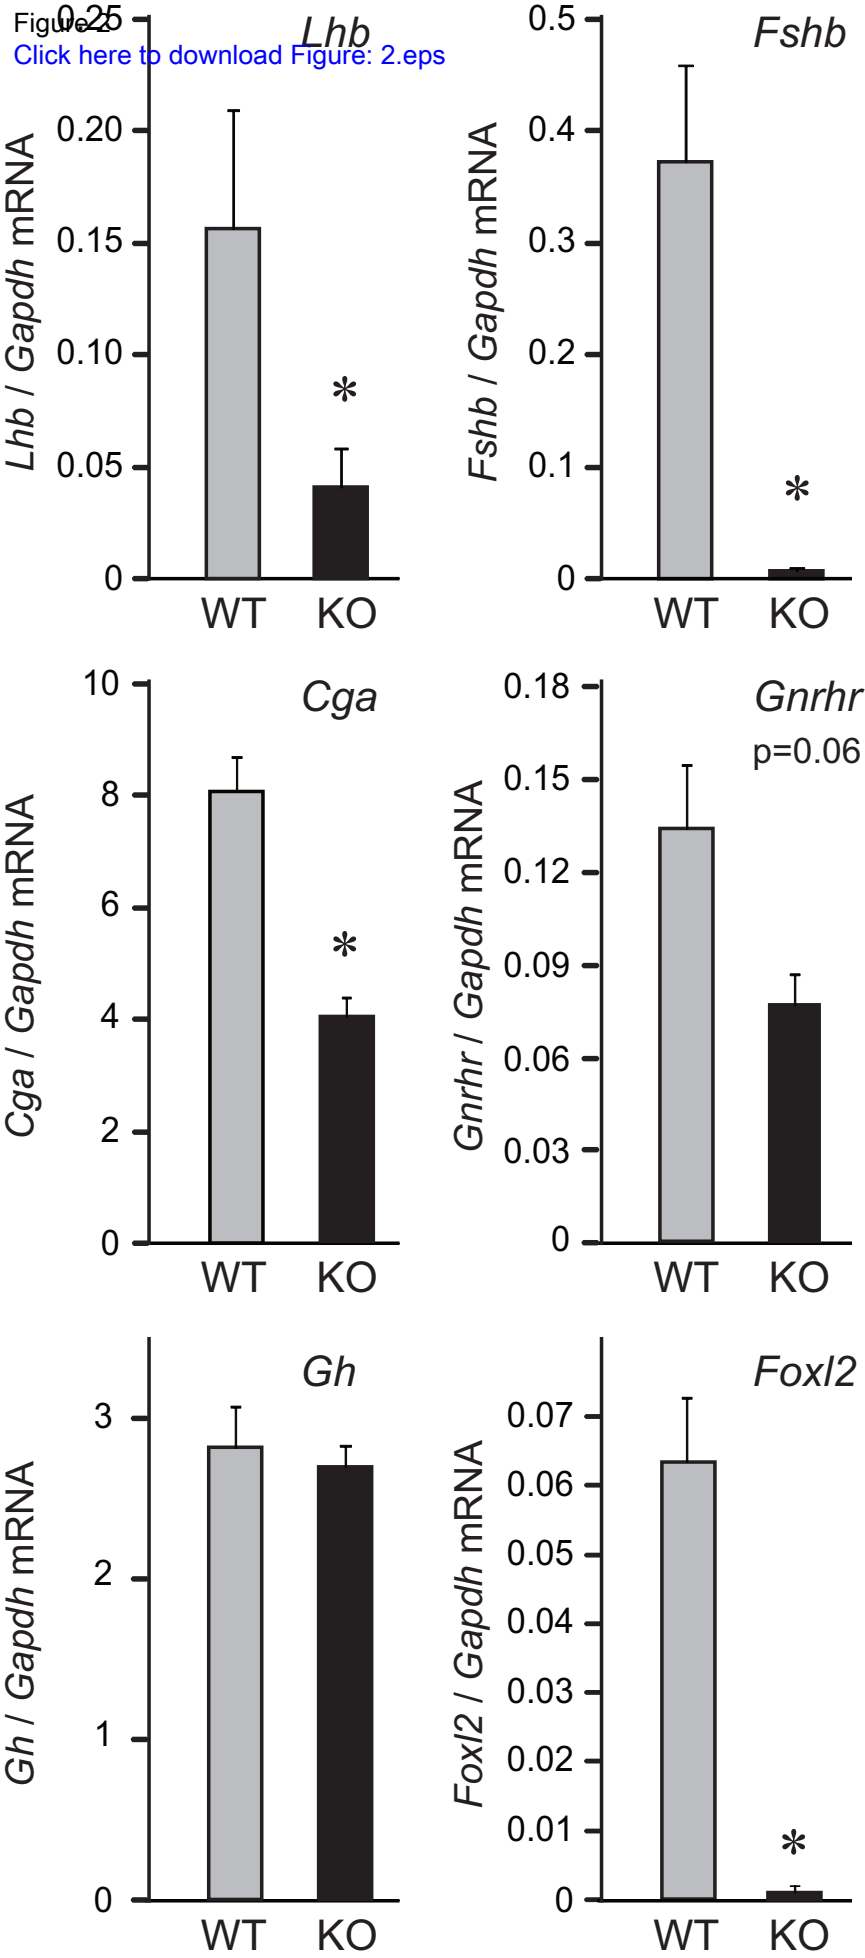 Figure 2
Click here to download Figure: 2.eps
Lhb
Lhb / Gapdh mRNA
0.25
0.20
0.15
0.10
0.05
0
*
WT KO
Fshb
Fshb / Gapdh mRNA
0.5
0.4
0.3
0.2
0.1
0
*
WT KO
Cga
Cga / Gapdh mRNA
10
8
6
4
2
0
*
WT KO
Gnrhr
p=0.06
Gnrhr / Gapdh mRNA
0.18
0.15
0.12
0.09
0.06
0.03
0
WT KO
Gh
Gh / Gapdh mRNA
3
2
1
0
WT KO
Foxl2
Foxl2 / Gapdh mRNA
0.07
0.06
0.05
0.04
0.03
0.02
0.01
0
*
WT KO